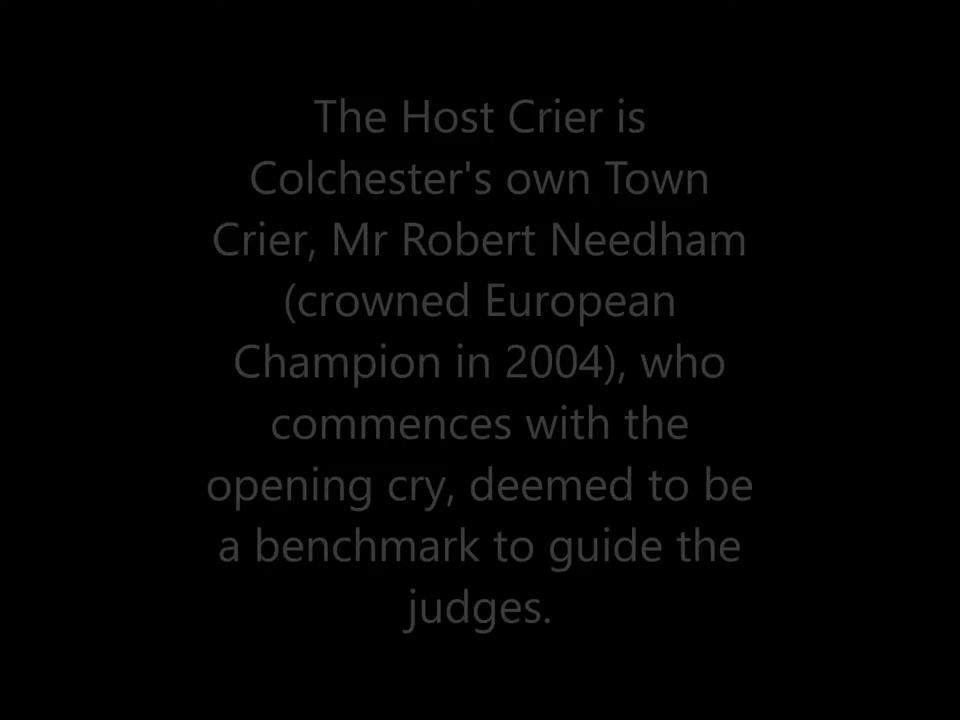 The Host Crier is
Colchester's own Town
Crier, Mr Robert Needham
(crowned European
Champion in 2004), who
commences with the
opening cry, deemed to be
a benchmark to guide the
judges.